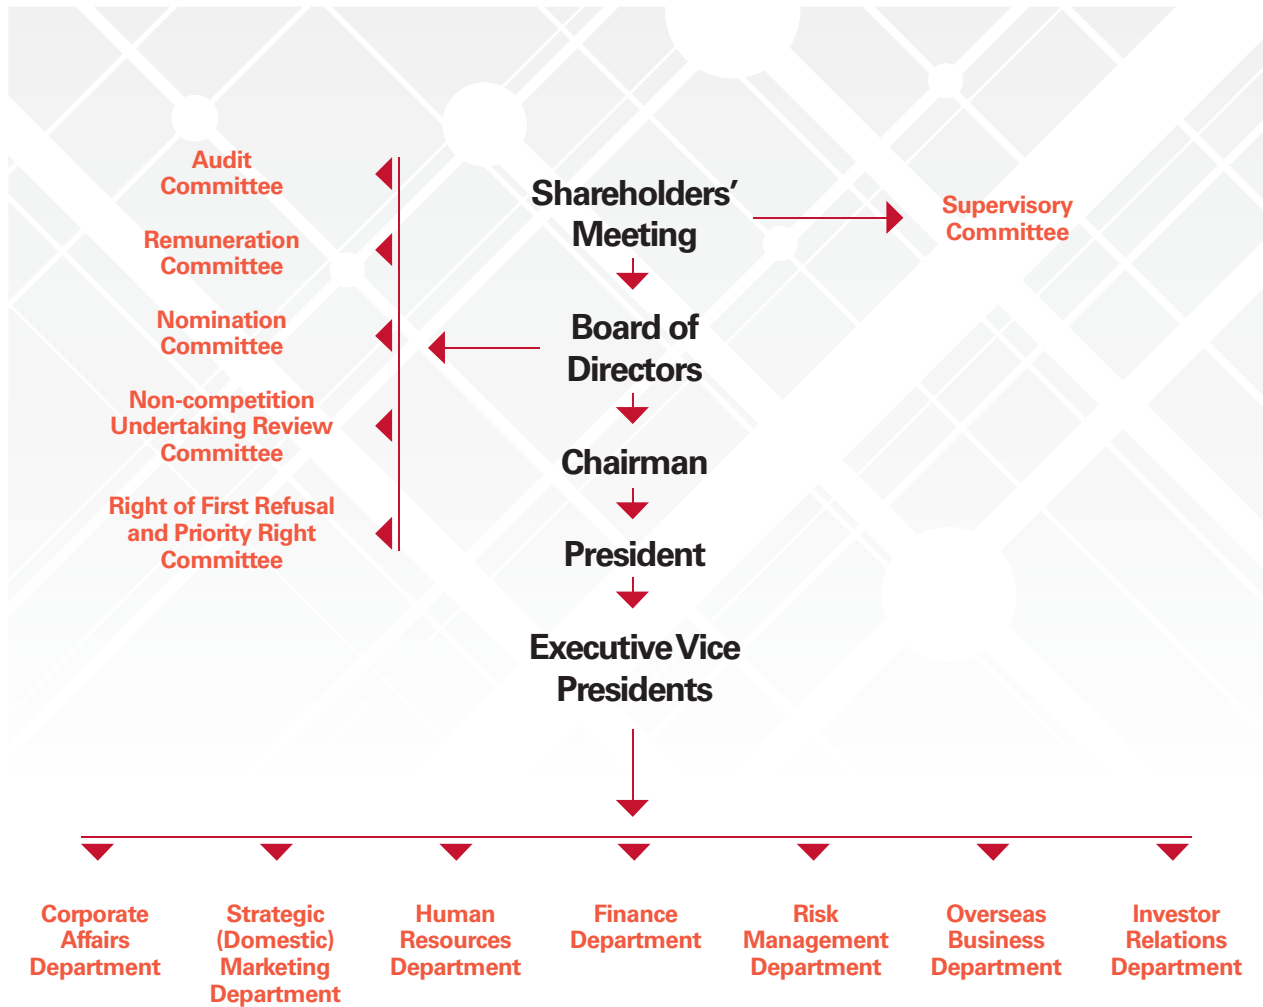 Audit
Committee
Remuneration
Committee
Nomination
Committee
Non-competition
Undertaking Review
Committee
Right of First Refusal
and Priority Right
Committee
Shareholders’
Meeting
Board of
Directors
Chairman
President
Executive Vice
Presidents
Supervisory
Committee
Corporate
Affairs
Department
Strategic
(Domestic)
Marketing
Department
Human
Resources
Department
Finance
Department
Risk
Management
Department
Overseas
Business
Department
Investor
Relations
Department